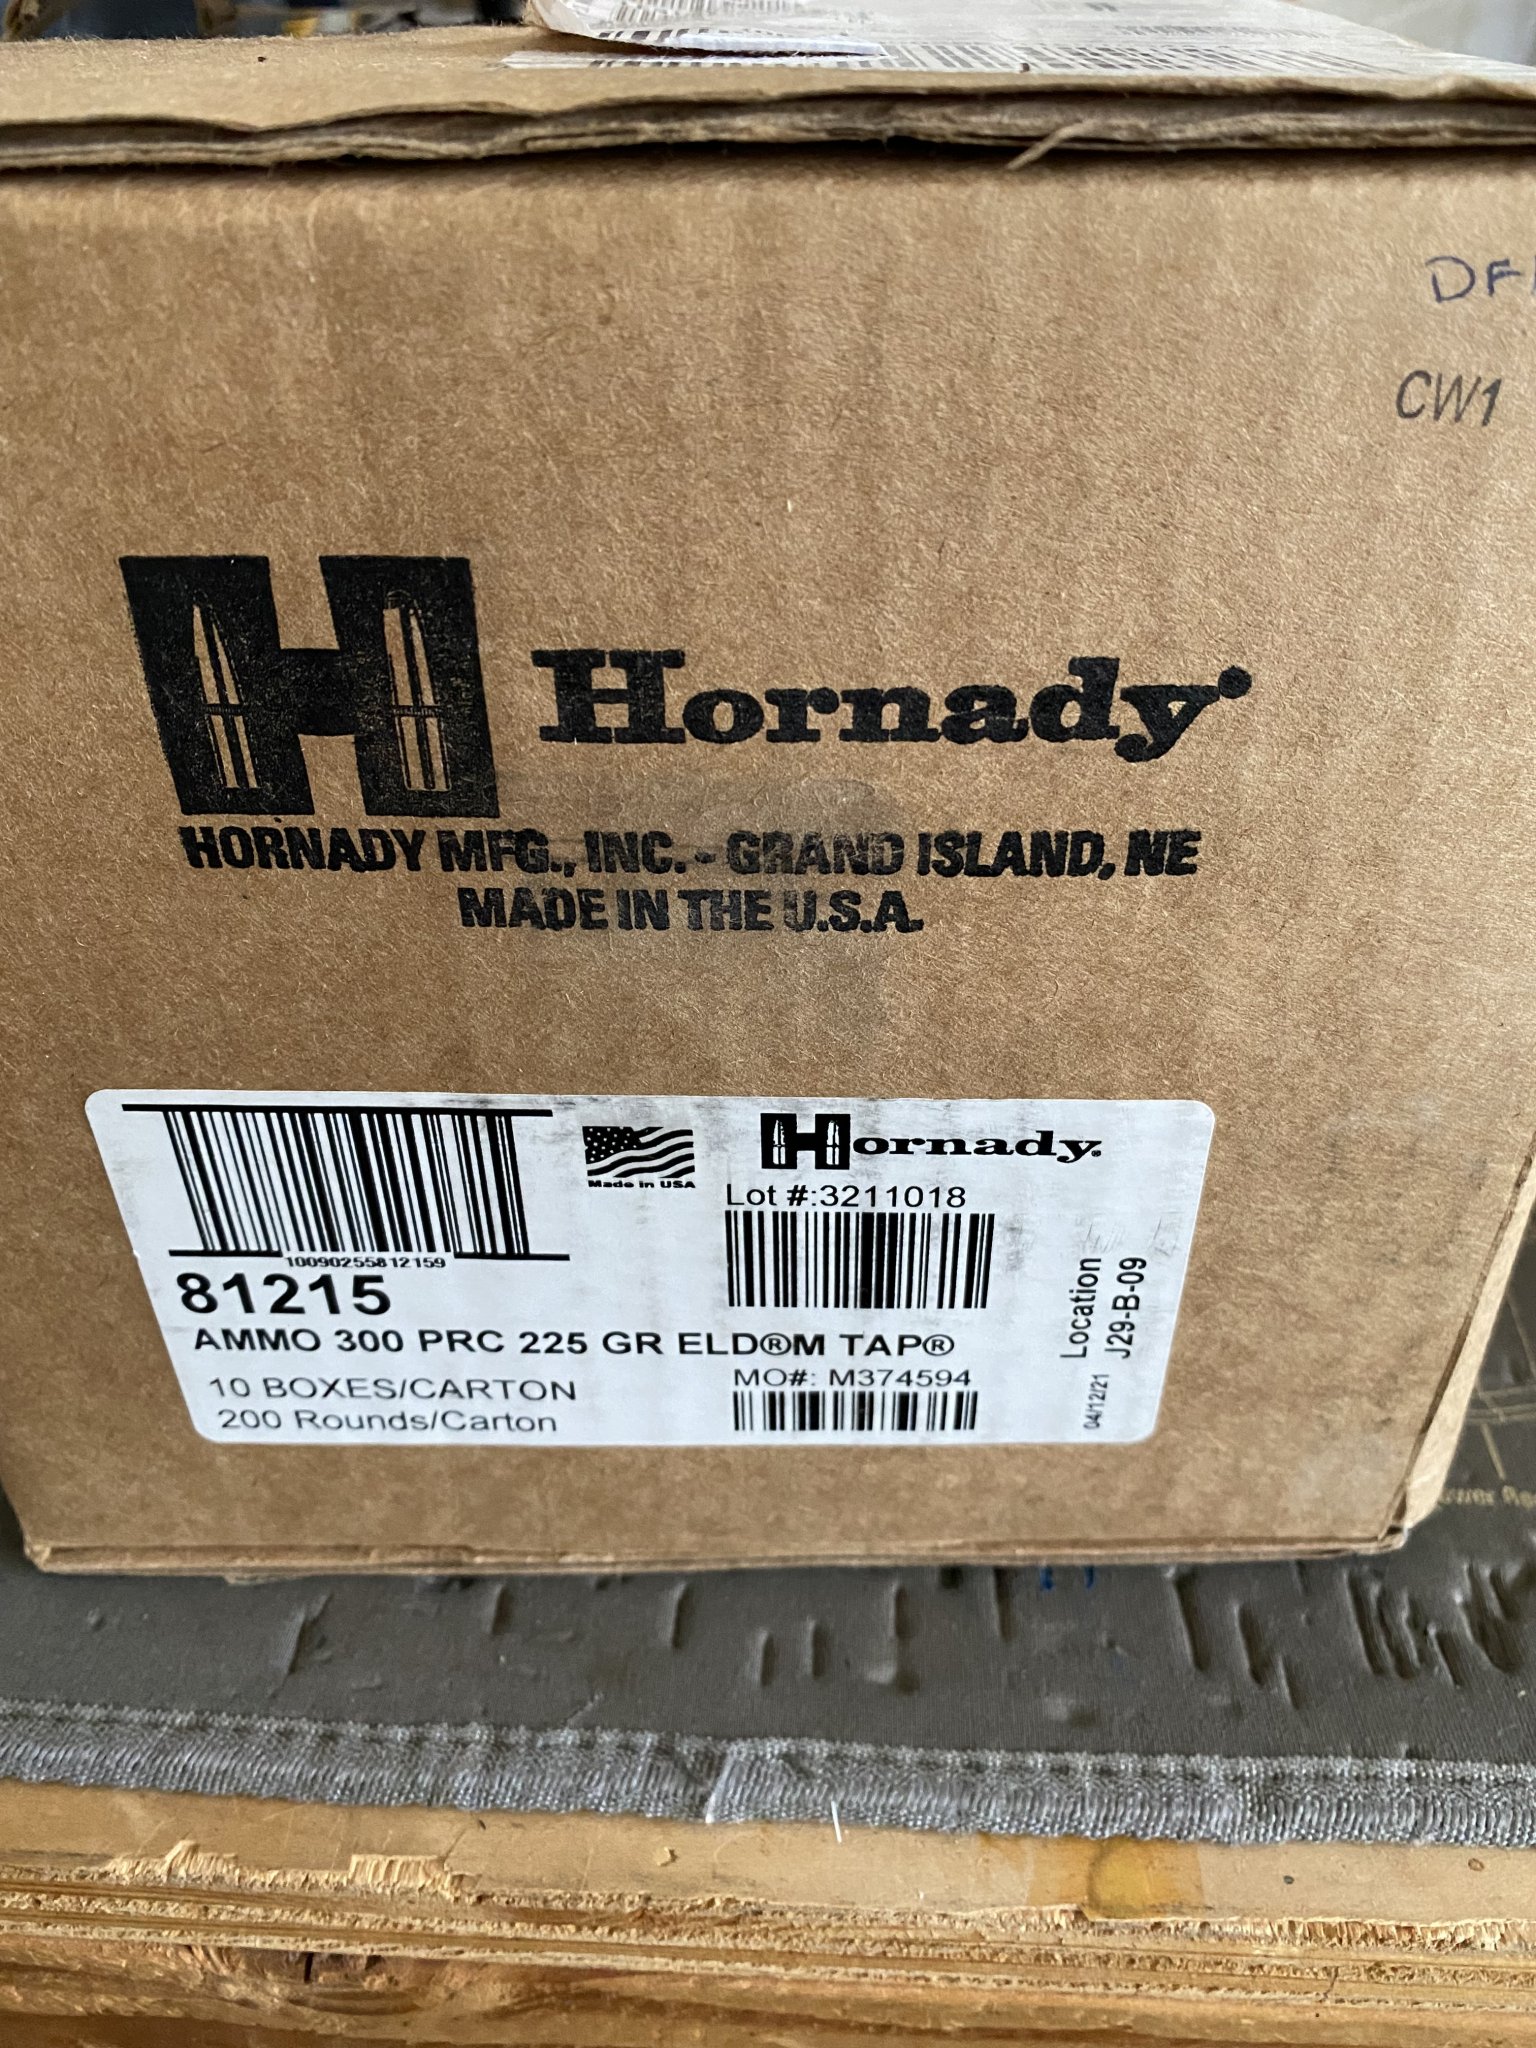 CW1
Hornady
HORNADY MFG., INC. - GRAND ISLAND, NE
MADE IN THE U.S.A.
10090255812159
81215
Made in USA
Hornady®
Lot #:3211018
AMMO 300 PRC 225 GR ELD®M TAP®
10 BOXES/CARTON
200 Rounds/Carton
MO#: M374594
Location
J29-B-09
04/12/21